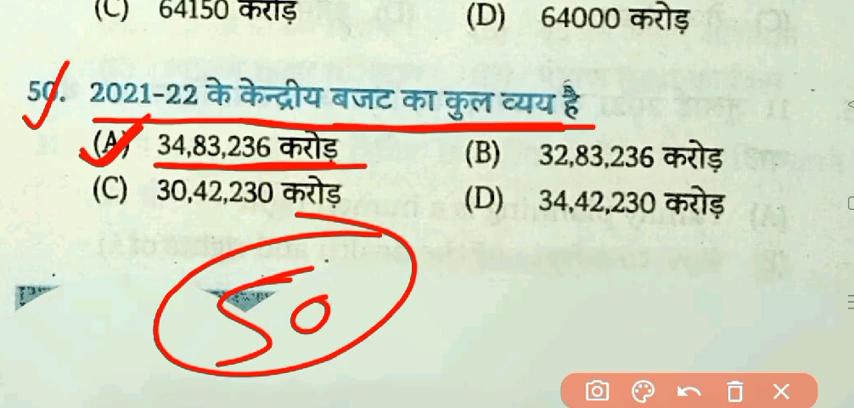 (C) 64150 करोड़ (D) 64000 करोड़
50. 2021-22 के केन्द्रीय बजट का कुल व्यय है
(A) 34,83,236 करोड़ (B) 32,83,236 करोड़
(C) 30,42,230 करोड़ (D) 34,42,230 करोड़
50